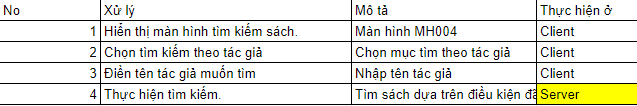 No Xử lý Mô tả Thực hiện ở
1 Hiển thị màn hình tìm kiếm sách. Màn hình MH004 Client
2 Chọn tìm kiếm theo tác giả Chọn mục tìm theo tác giả Client
3 Điền tên tác giả muốn tìm Nhập tên tác giả Client
4 Thực hiện tìm kiếm. Tìm sách dựa trên điều kiện Server